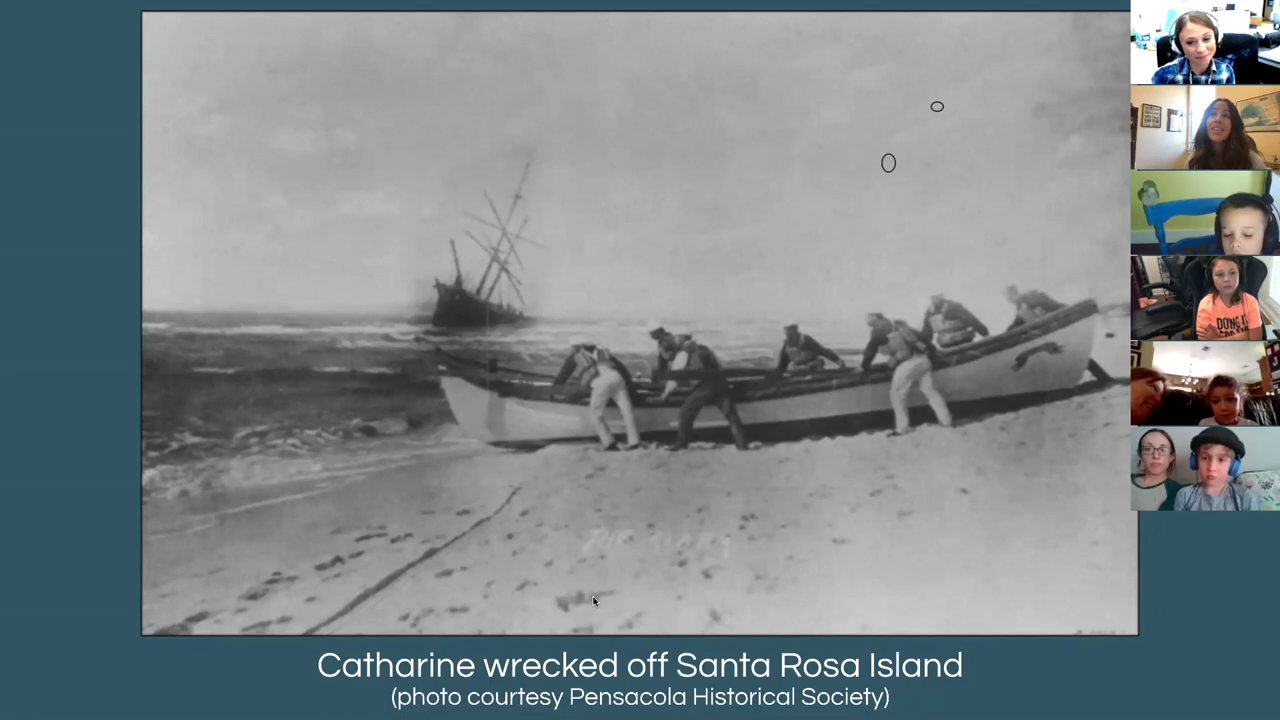 Catharine wrecked off Santa Rosa Island
(photo courtesy Pensacola Historical Society)